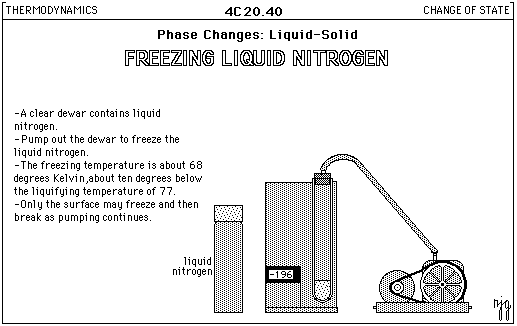 THERMODYNAMICS
4C20.40
CHANGE OF STATE
Phase Changes: Liquid-Solid
FREEZING LIQUID NITROGEN
-A clear dewar contains liquid
nitrogen.
-Pump out the dewar to freeze the
liquid nitrogen.
-The freezing temperature is about 68
degrees Kelvin,about ten degrees below
the liquifying temperature of 77.
-Only the surface may freeze and then
break as pumping continues.
liquid
nitrogen
-196